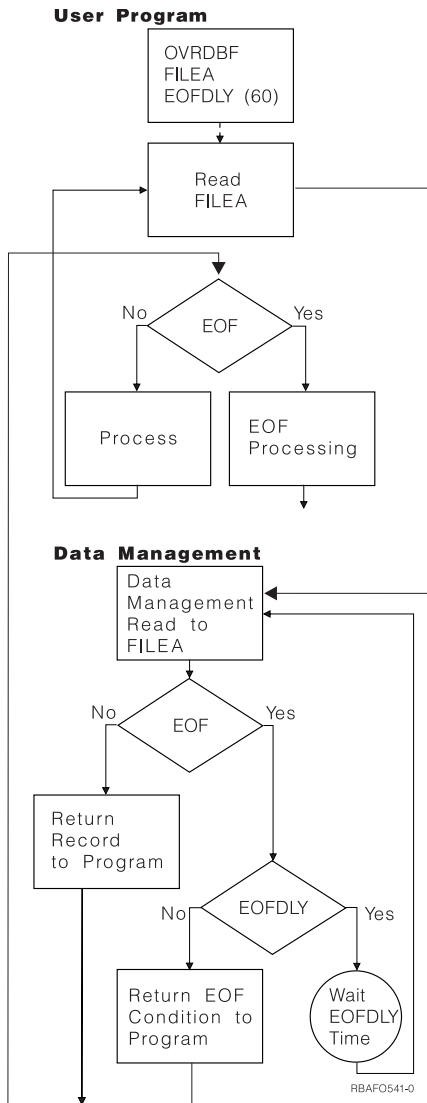 User Program
OVRDBF
FILEA
EOFDLY (60)
Read
FILEA
No
EOF
Yes
Process
EOF
Processing
Data Management
Data
Management
Read to
FILEA
No
EOF
Yes
Return
Record
to Program
No
EOFDLY
Yes
Return EOF
Condition to
Program
Wait
EOFDLY
Time
RBAFO541-0